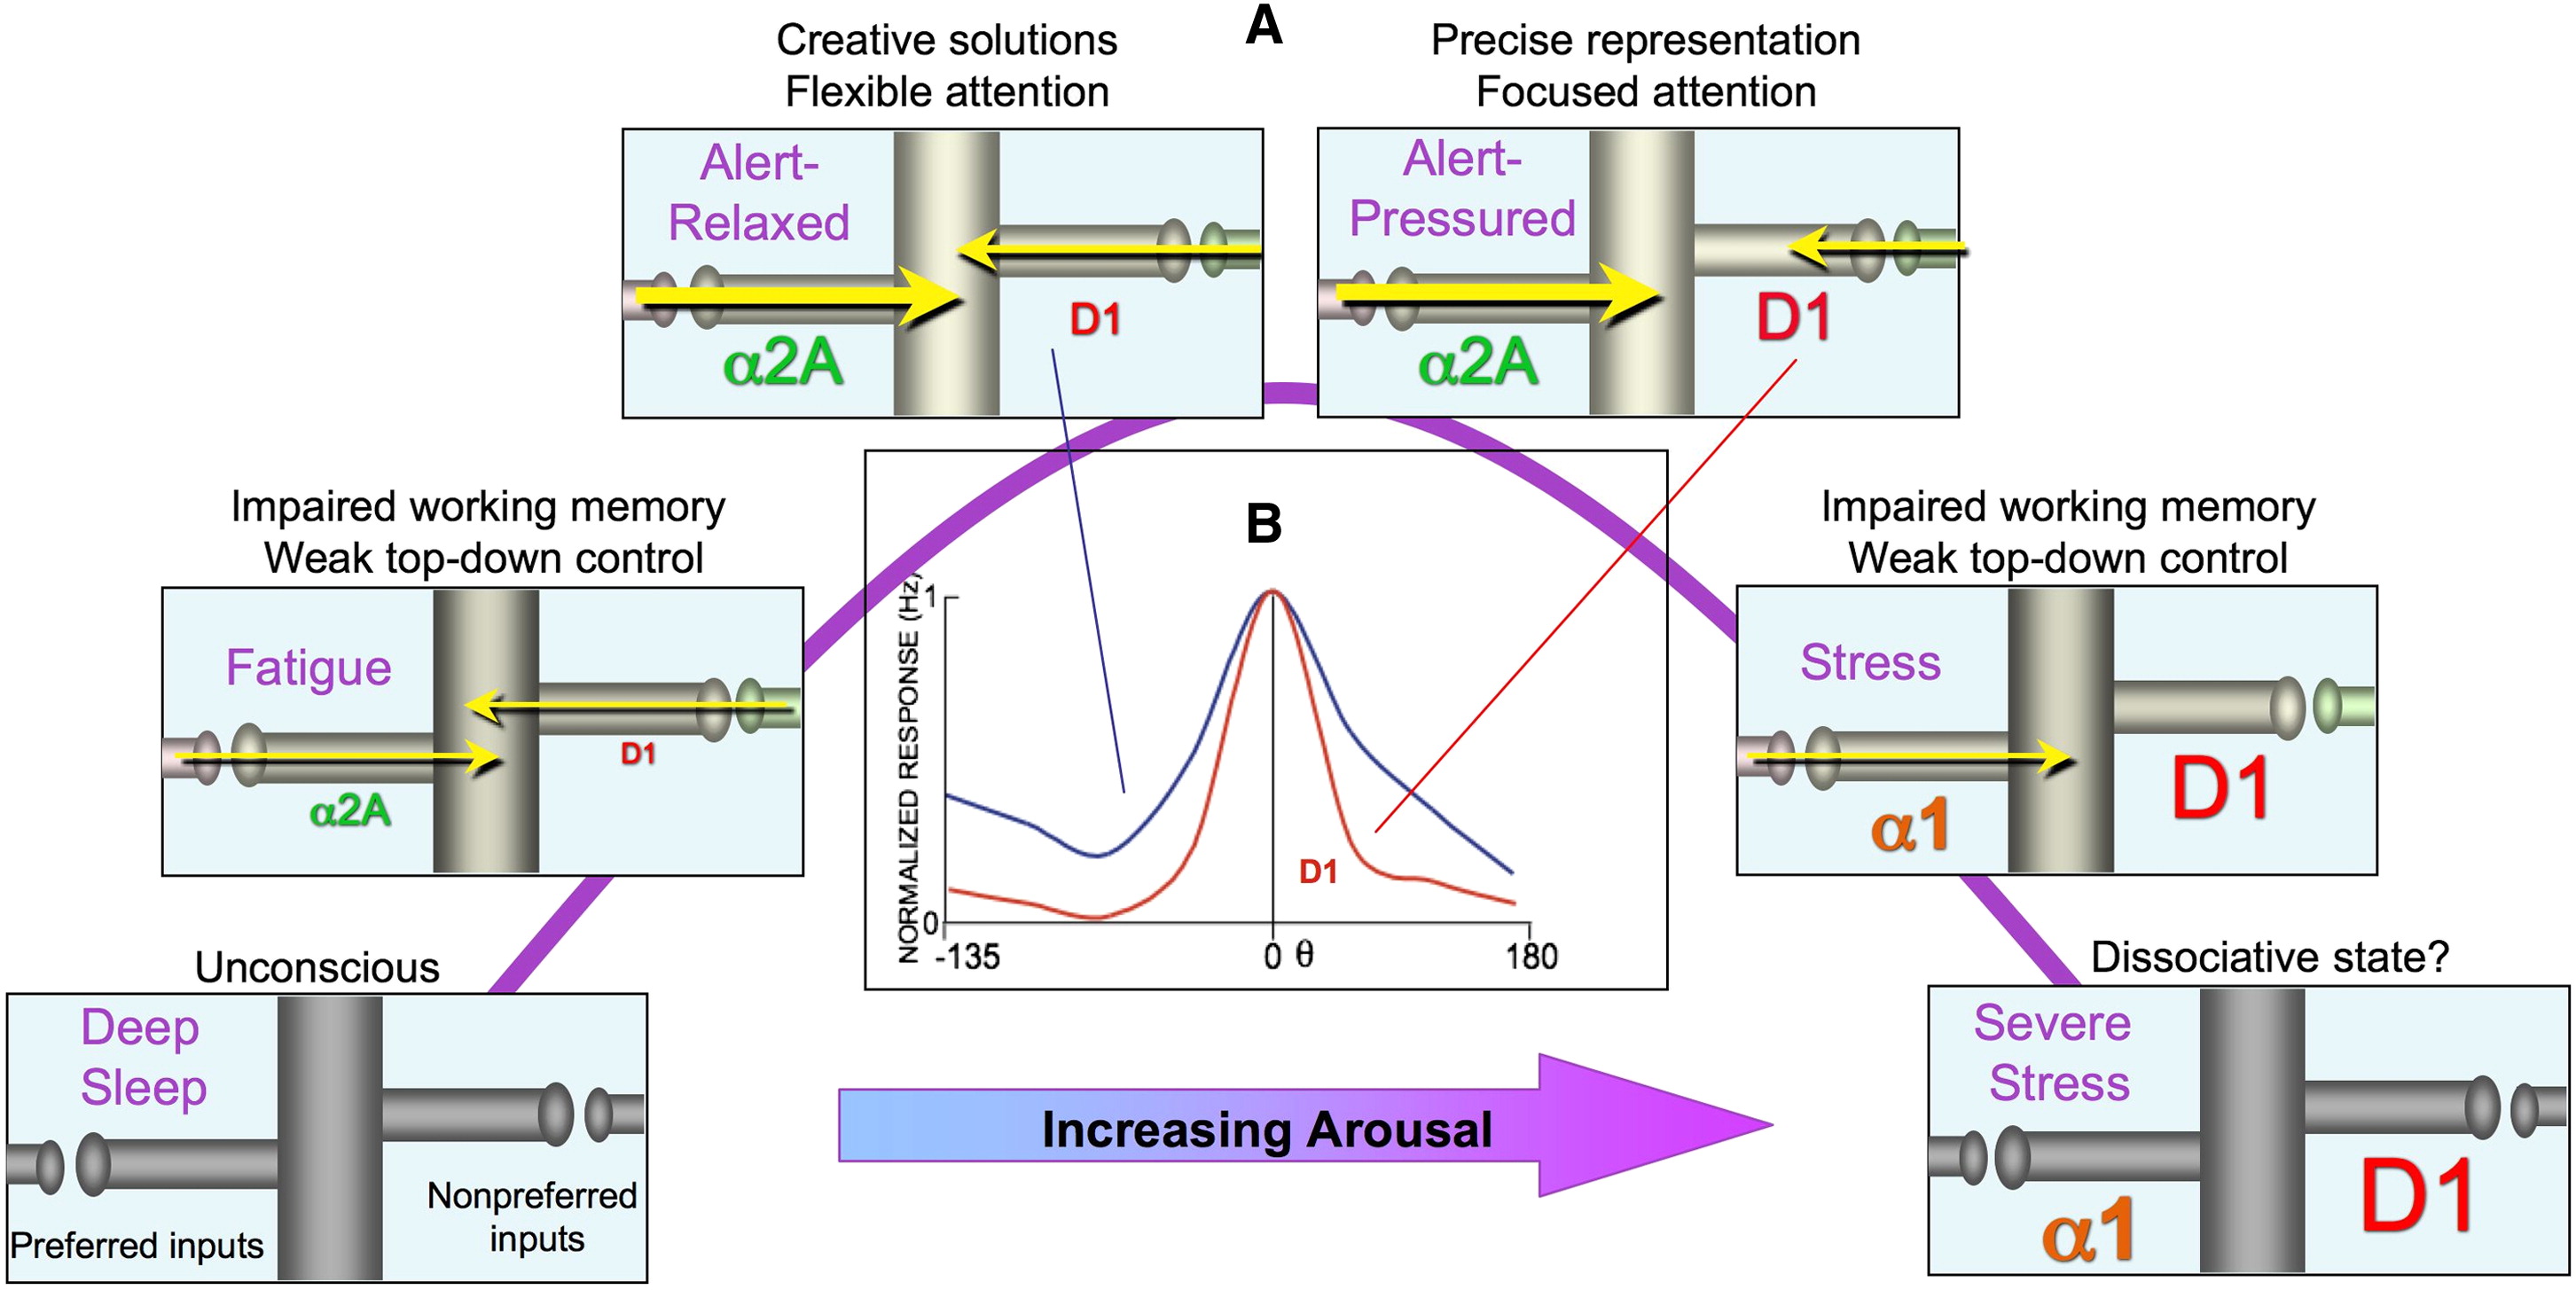 A
Creative solutions
Flexible attention
Precise representation
Focused attention
Alert-
Relaxed
α2A
D1
Alert-
Pressured
α2A
D1
Impaired working memory
Weak top-down control
Fatigue
α2A
D1
B
NORMALIZED RESPONSE (Hz)
1
0
-135
0 θ
180
D1
Impaired working memory
Weak top-down control
Stress
α1
D1
Unconscious
Deep
Sleep
Preferred inputs
Nonpreferred
inputs
Increasing Arousal
Dissociative state?
Severe
Stress
α1
D1